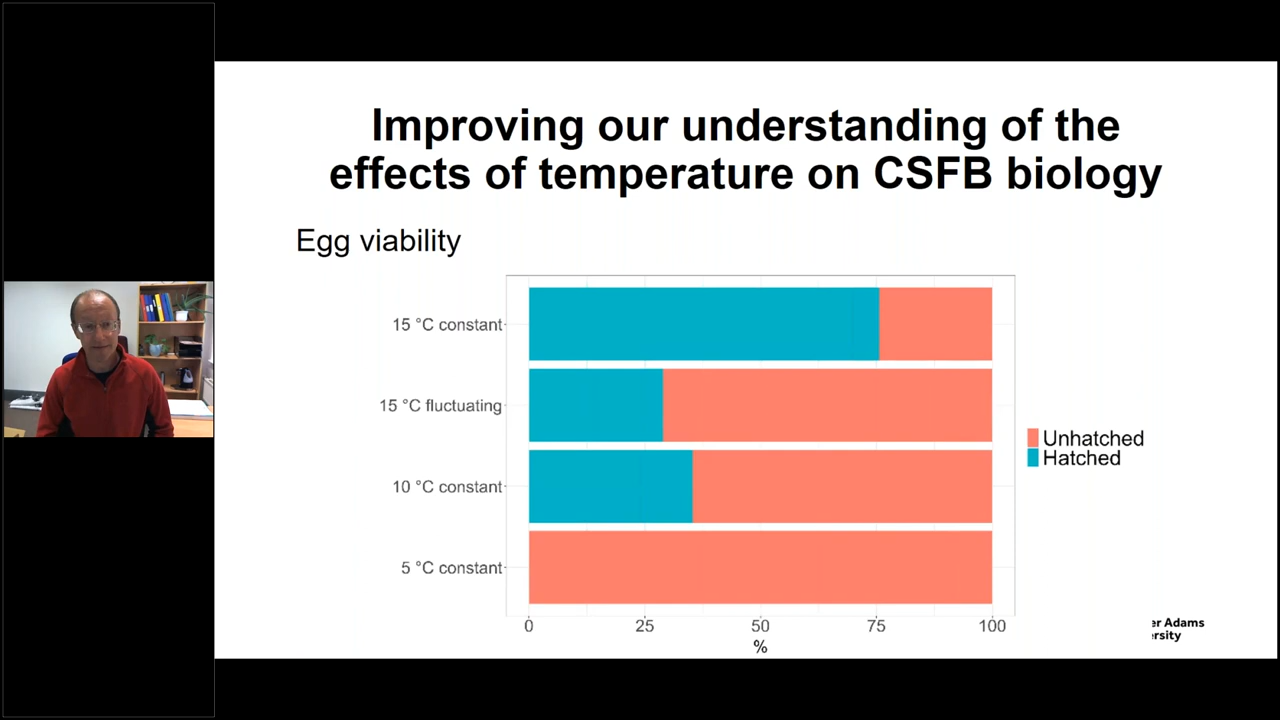 Improving our understanding of the
effects of temperature on CSFB biology
Egg viability
15 °C constant
15 °C fluctuating
10 °C constant
5 °C constant
Unhatched
Hatched
0 25 50 75 100
%
er Adams
ersity